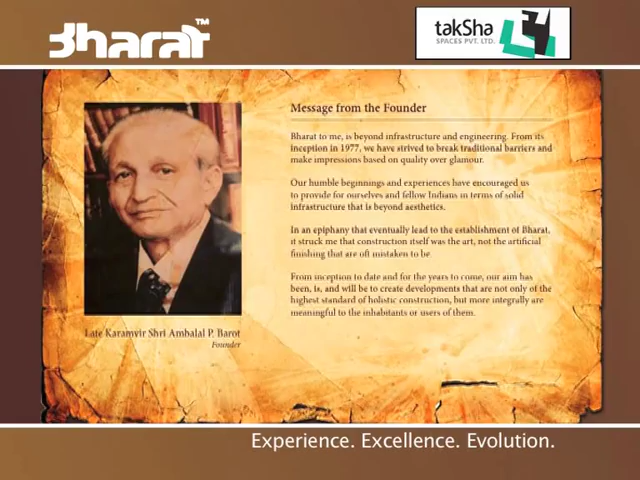 Bharat™
takSha
SPACES PVT. LTD.
Message from the Founder
Bharat to me, is beyond infrastructure and engineering. From its
inception in 1977, we have strived to break traditional barriers and
make impressions based on quality over glamour.
Our humble beginnings and experiences have encouraged us
to provide for ourselves and fellow Indians in terms of solid
infrastructure that is beyond aesthetics.
In an epiphany that eventually lead to the establishment of Bharat,
it struck me that construction itself was the art, not the artificial
finishing that are oft mistaken to be.
From inception to date and for the years to come, our aim has
been, is, and will be to create developments that are not only of the
highest standard of holistic construction, but more integrally are
meaningful to the inhabitants or users of them.
Late Karamvir Shri Ambalal P. Barot
Founder
Experience. Excellence. Evolution.